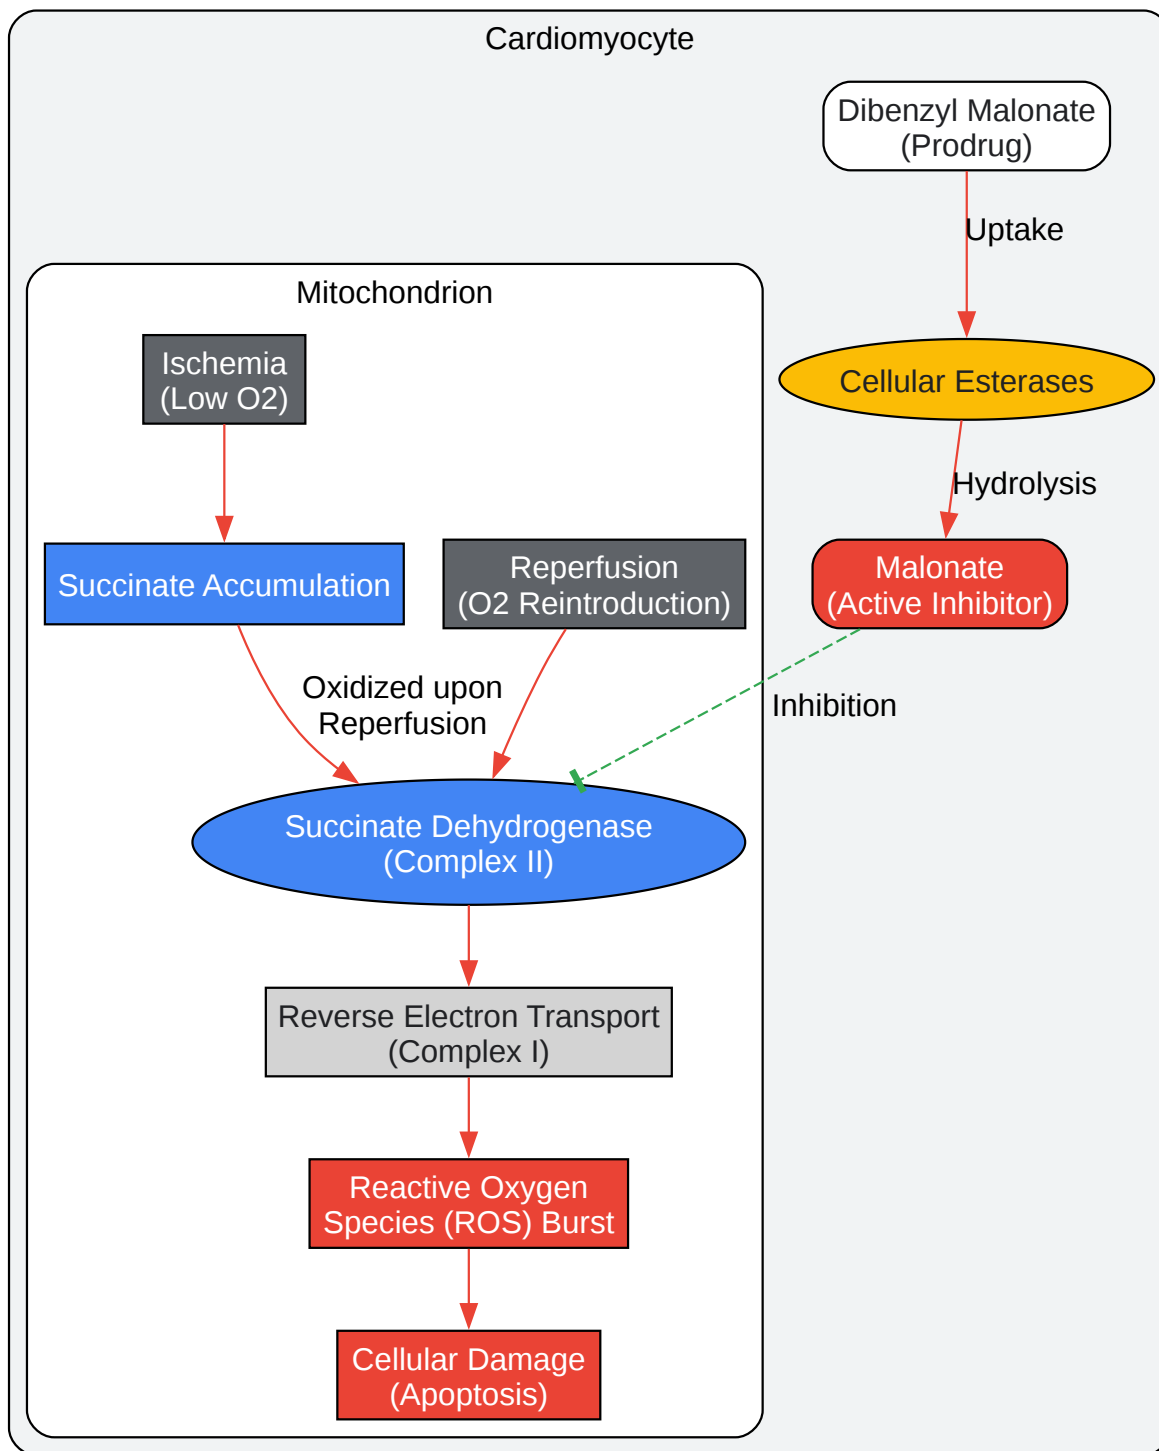 Cardiomyocyte
Dibenzyl Malonate
(Prodrug)
Uptake
Mitochondrion
Ischemia
(Low O2)
Cellular Esterases
Hydrolysis
Succinate Accumulation
Reperfusion
(O2 Reintroduction)
Malonate
(Active Inhibitor)
Oxidized upon
Reperfusion
Inhibition
Succinate Dehydrogenase
(Complex II)
Reverse Electron Transport
(Complex I)
Reactive Oxygen
Species (ROS) Burst
Cellular Damage
(Apoptosis)